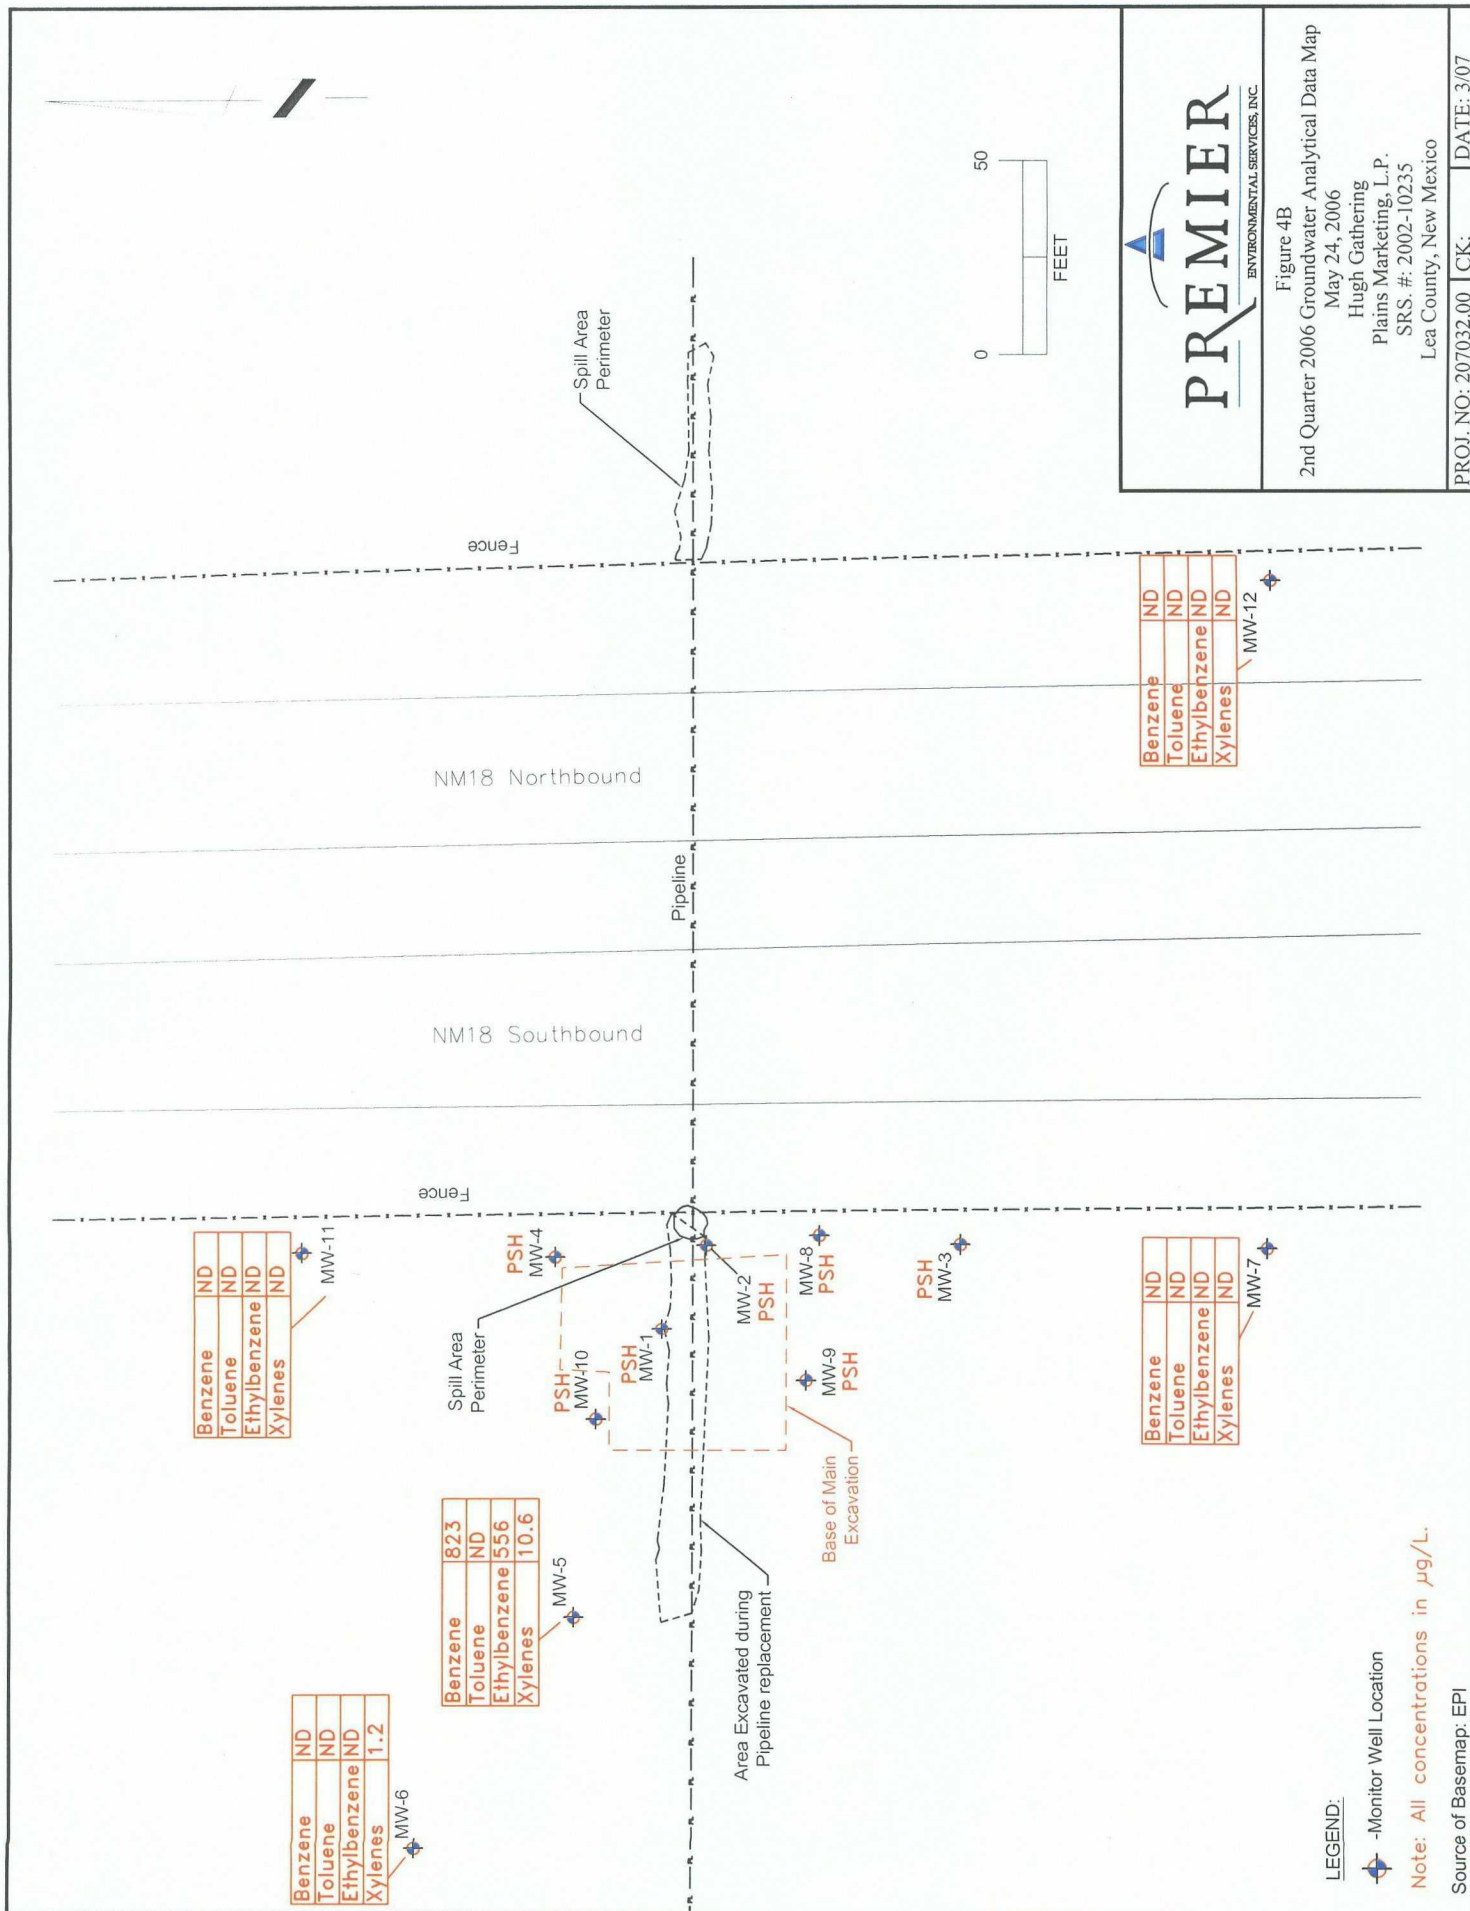 Benzene ND
Toluene ND
Ethylbenzene ND
Xylenes 1.2
MW-6
Benzene 823
Toluene ND
Ethylbenzene 556
Xylenes 10.6
MW-5
Benzene ND
Toluene ND
Ethylbenzene ND
Xylenes ND
MW-11
Spill Area
Perimeter
PSH
MW-4
PSH
MW-10
PSH
MW-1
MW-2
PSH
MW-8
PSH
MW-9
PSH
PSH
MW-3
Area Excavated during
Pipeline replacement
Base of Main
Excavation
Benzene ND
Toluene ND
Ethylbenzene ND
Xylenes ND
MW-7
Fence
NM18 Southbound
Pipeline
NM18 Northbound
Fence
Spill Area
Perimeter
Benzene ND
Toluene ND
Ethylbenzene ND
Xylenes ND
MW-12
0 50
FEET
LEGEND:
-Monitor Well Location
Note: All concentrations in µg/L.
Source of Basemap: EPI
PREMIER
ENVIRONMENTAL SERVICES, INC.
Figure 4B
2nd Quarter 2006 Groundwater Analytical Data Map
May 24, 2006
Hugh Gathering
Plains Marketing, L.P.
SRS. #: 2002-10235
Lea County, New Mexico
PROJ. NO: 207032.00 CK: DATE: 3/07